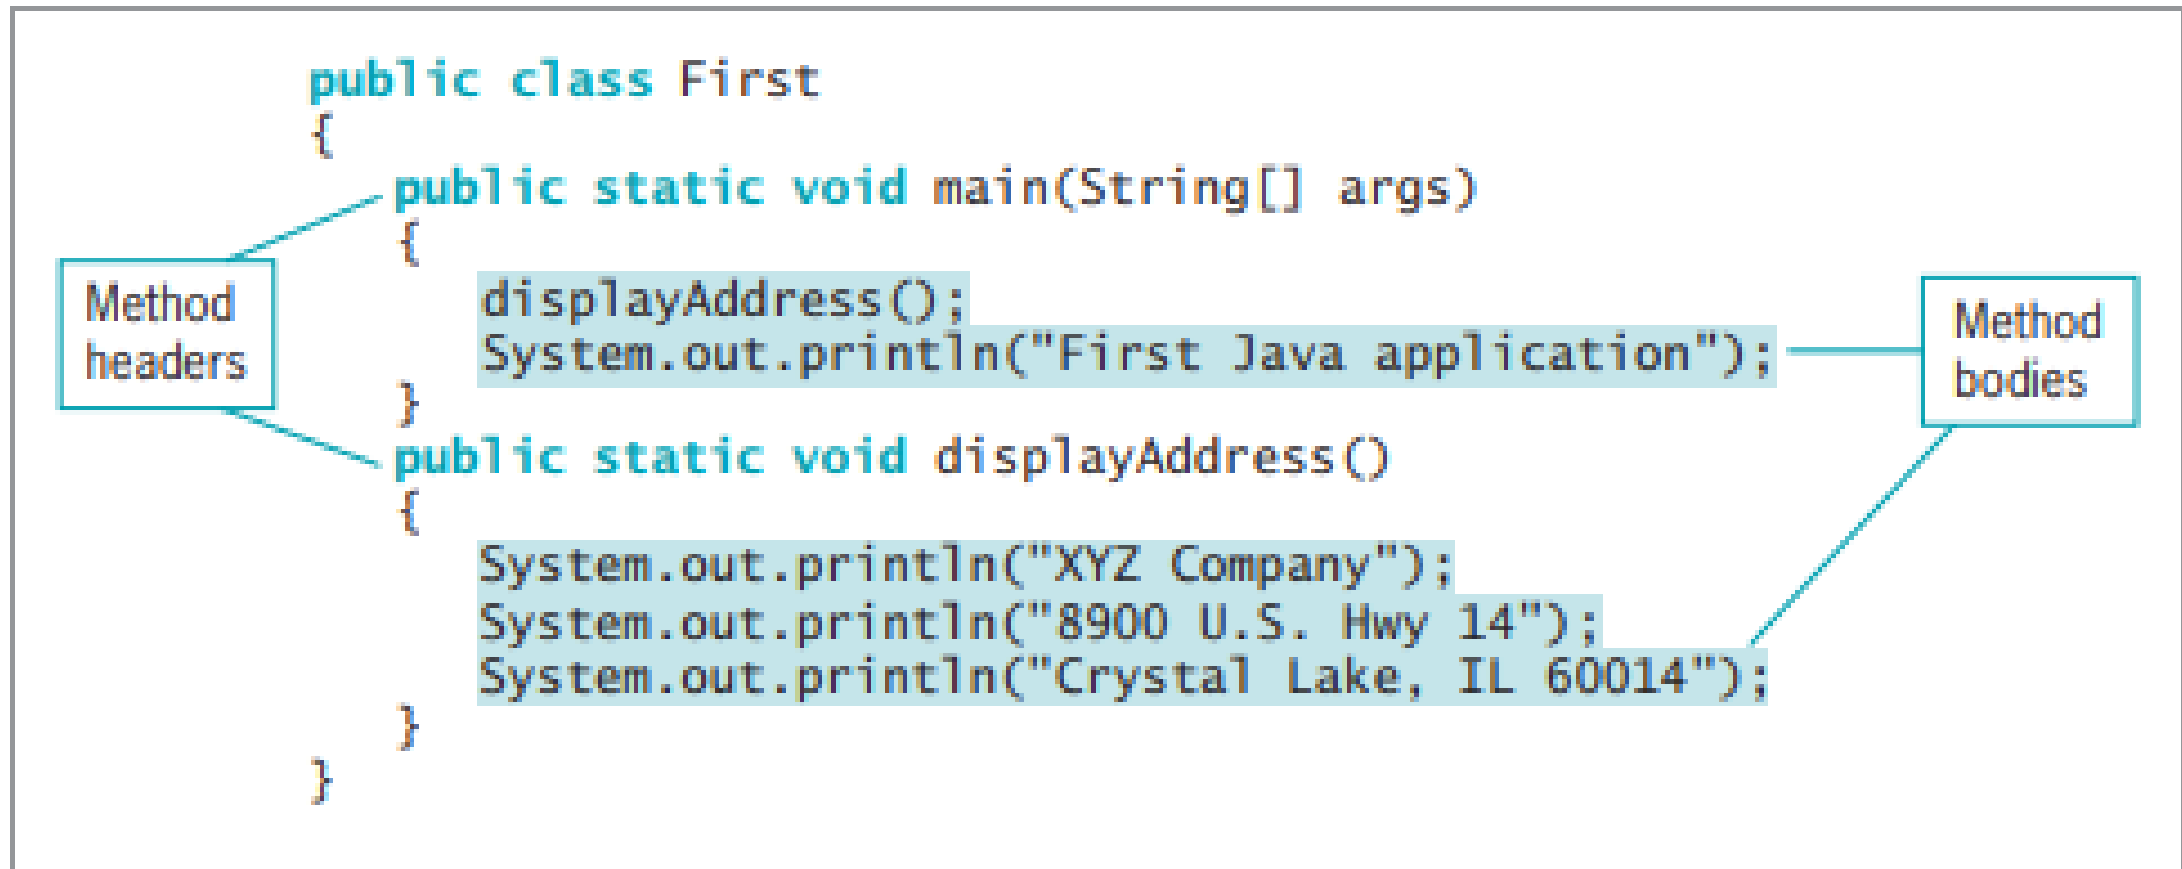 public class First
{
public static void main(String[] args)
{
displayAddress();
System.out.println("First Java application");
}
public static void displayAddress()
{
System.out.println("XYZ Company");
System.out.println("8900 U.S. Hwy 14");
System.out.println("Crystal Lake, IL 60014");
}
}
Method
headers
Method
bodies